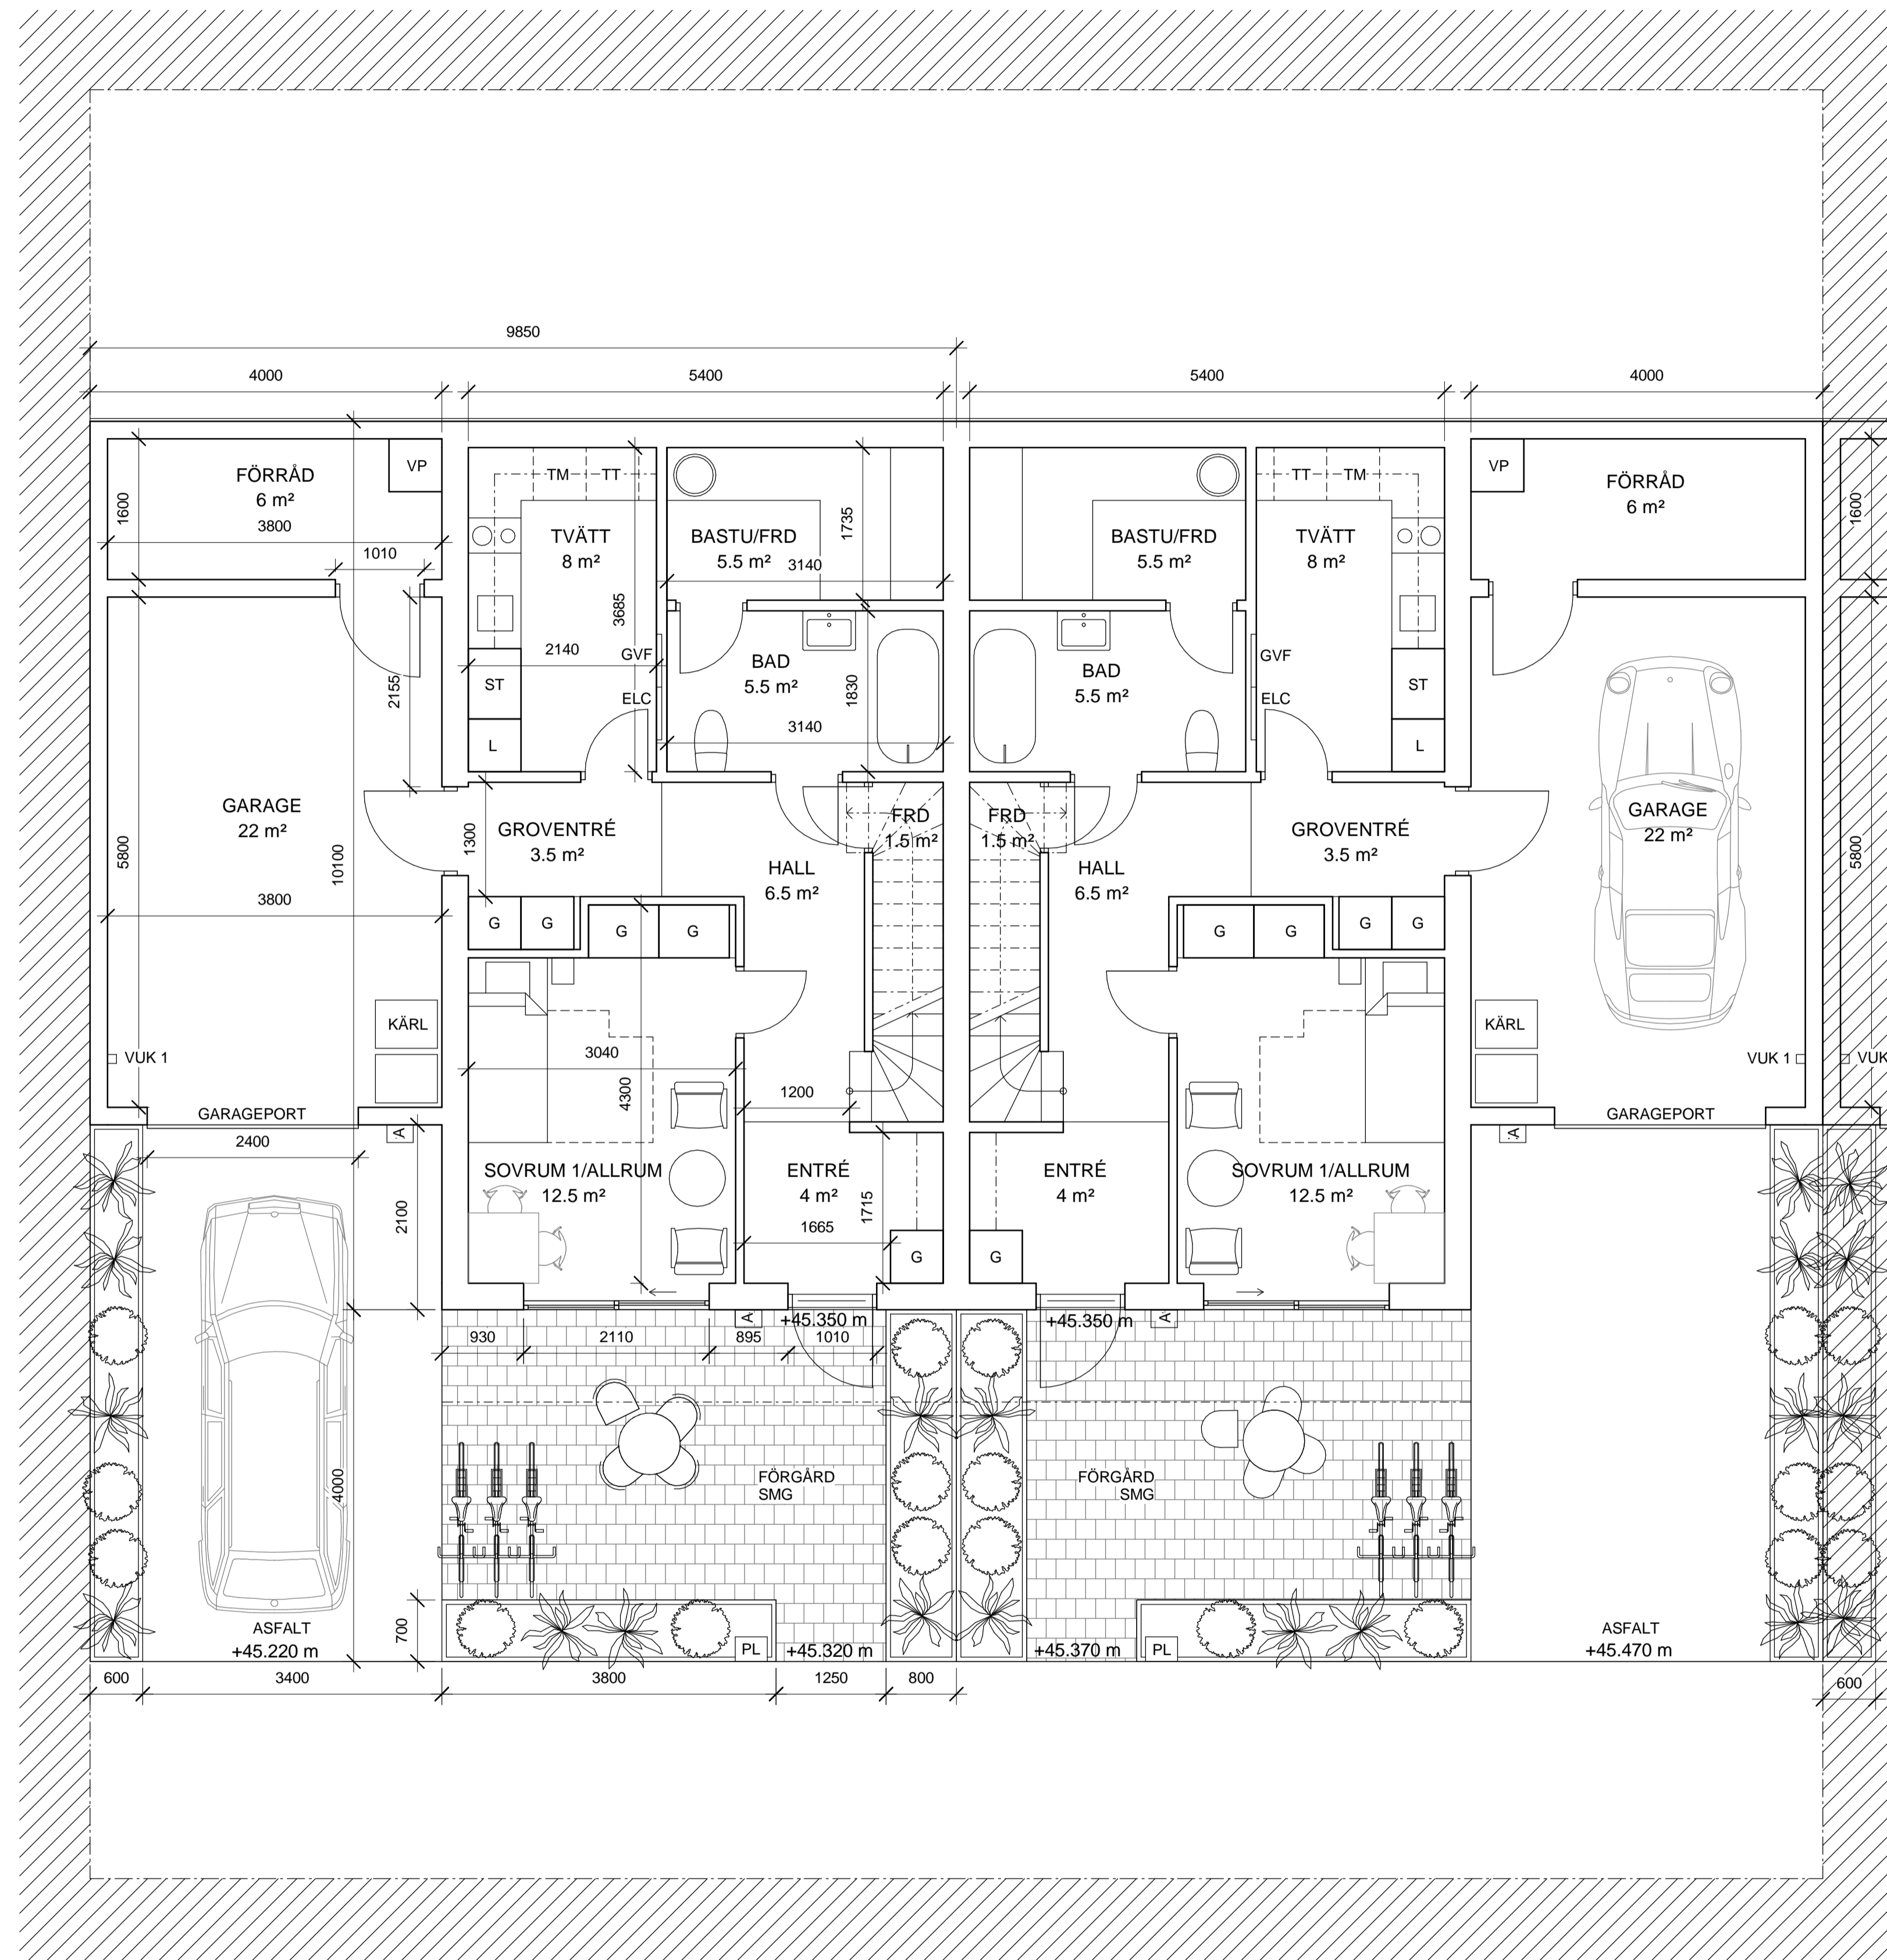 9850
4000
5400
5400
4000
FÖRRÅD
6 m²
3800
VP
1600
1010
TM
TT
TVÄTT
8 m²
BASTU/FRD
5.5 m²
3140
1735
BASTU/FRD
5.5 m²
TT
TM
TVÄTT
8 m²
VP
FÖRRÅD
6 m²
1600
3685
2140
GVF
ELC
ST
L
2155
BAD
5.5 m²
1830
3140
BAD
5.5 m²
GVF
ELC
ST
L
GARAGE
22 m²
5800
10100
3800
1300
GROVENTRÉ
3.5 m²
HALL
6.5 m²
FRD
1.5 m²
FRD
1.5 m²
HALL
6.5 m²
GROVENTRÉ
3.5 m²
GARAGE
22 m²
5800
G
G
G
G
G
G
G
G
KÄRL
VUK 1
KÄRL
VUK 1
VUK
3040
4300
1200
GARAGEPORT
2400
A
GARAGEPORT
A
SOVRUM 1/ALLRUM
12.5 m²
ENTRÉ
4 m²
1665
1715
G
G
ENTRÉ
4 m²
SOVRUM 1/ALLRUM
12.5 m²
2100
A
+45.350 m
+45.350 m
A
930
2110
895
1010
4000
FÖRGÅRD
SMG
FÖRGÅRD
SMG
700
ASFALT
+45.220 m
PL
+45.320 m
+45.370 m
PL
ASFALT
+45.470 m
600
3400
3800
1250
800
600